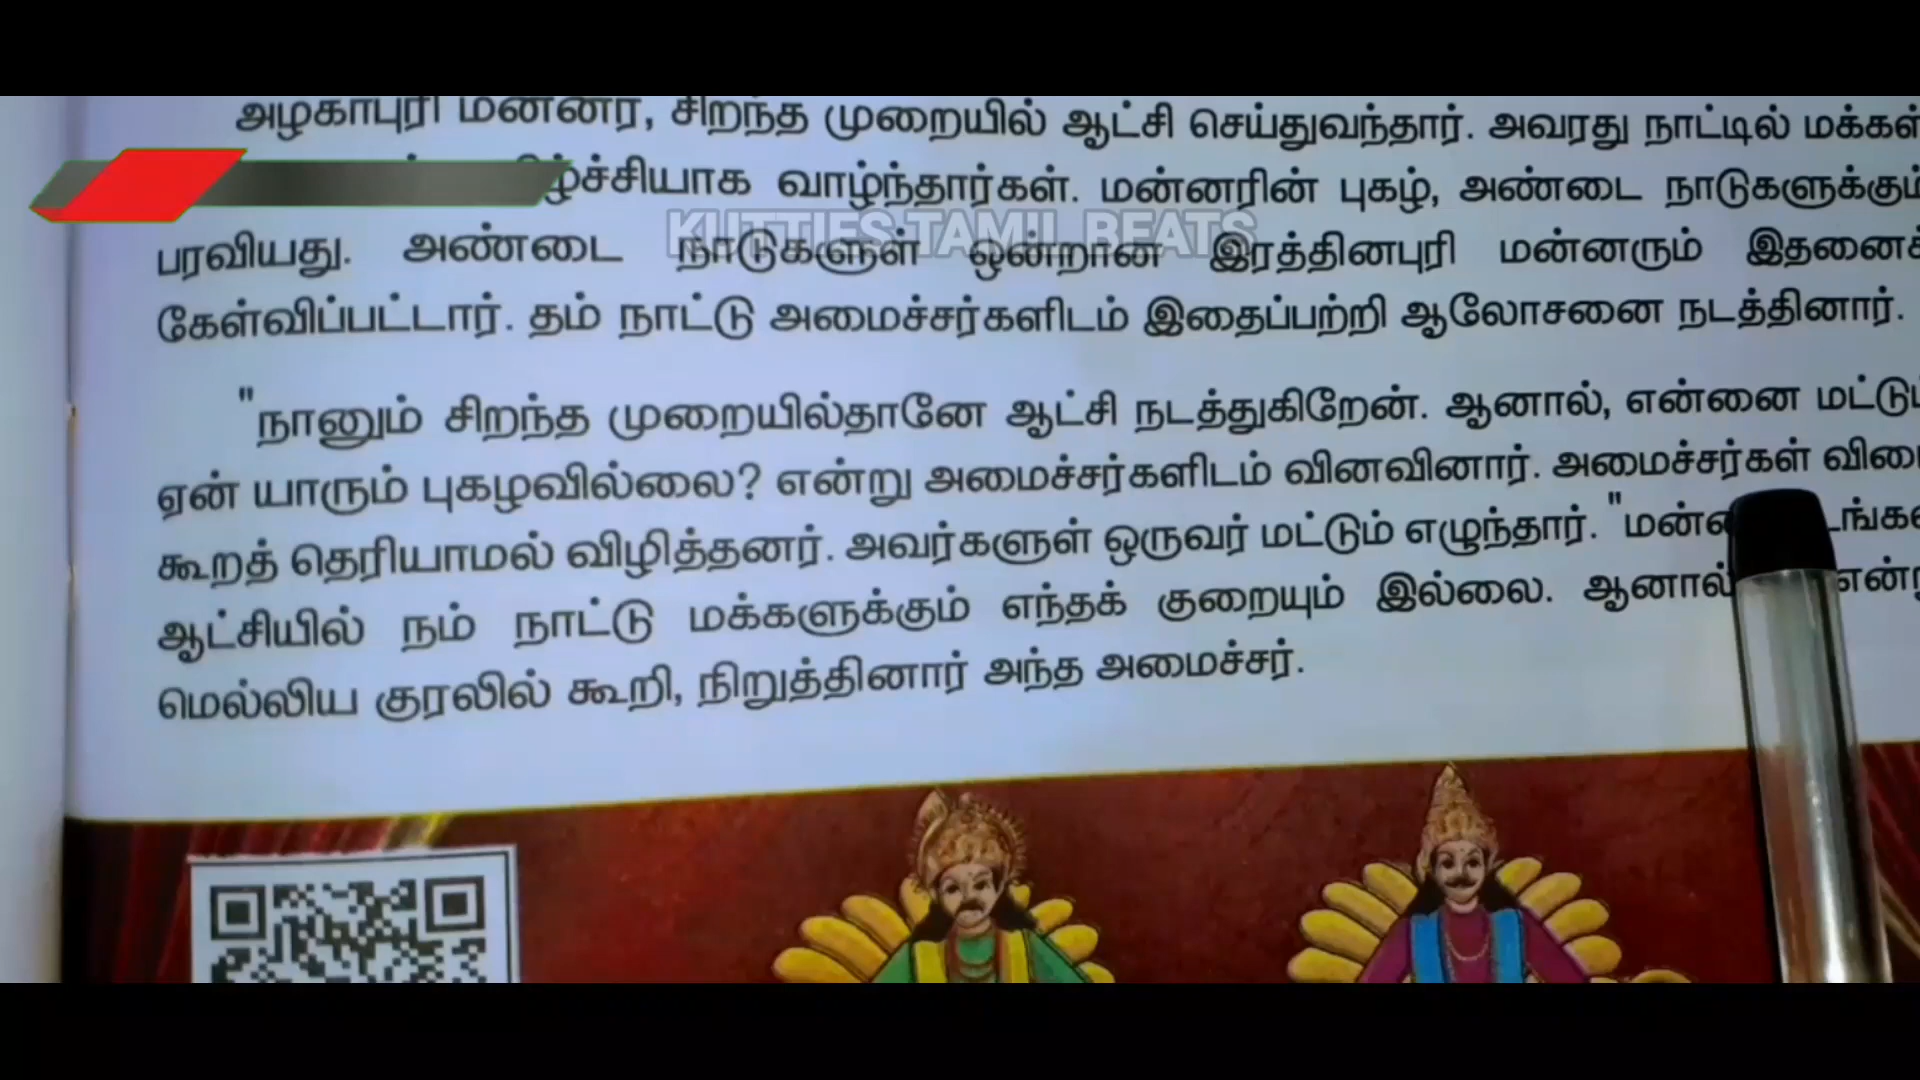 அழகாபுரி மன்னர், சிறந்த முறையில் ஆட்சி செய்துவந்தார். அவரது நாட்டில் மக்கள்
வாழ்ந்தார்கள். மன்னரின் புகழ், அண்டை நாடுகளுக்கும்
KUTTIES TAMIL BEATS
பரவியது. அண்டை நாடுகளுள் ஒன்றான இரத்தினபுரி மன்னரும் இதனைக்
கேள்விப்பட்டார். தம் நாட்டு அமைச்சர்களிடம் இதைப்பற்றி ஆலோசனை நடத்தினார்.
"நானும் சிறந்த முறையில்தானே ஆட்சி நடத்துகிறேன். ஆனால், என்னை மட்டும்
ஏன் யாரும் புகழவில்லை? என்று அமைச்சர்களிடம் வினவினார். அமைச்சர்கள்
கூறத் தெரியாமல் விழித்தனர். அவர்களுள் ஒருவர் மட்டும் எழுந்தார்.
ஆட்சியில் நம் நாட்டு மக்களுக்கும் எந்தக் குறையும் இல்லை. ஆனால்
மெல்லிய குரலில் கூறி, நிறுத்தினார் அந்த அமைச்சர்.